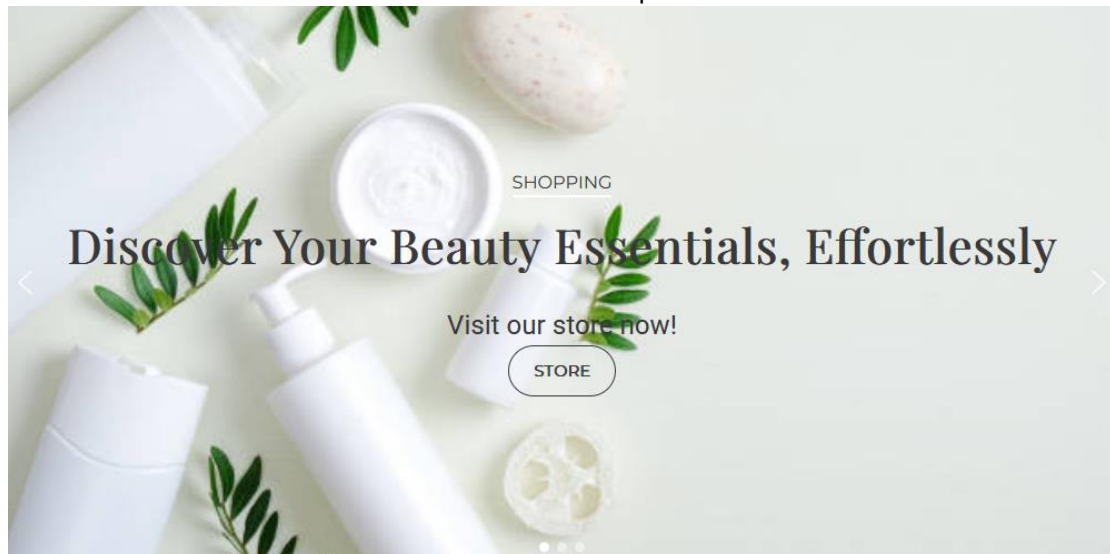 SHOPPING
Discover Your Beauty Essentials, Effortlessly
Visit our store now!
STORE